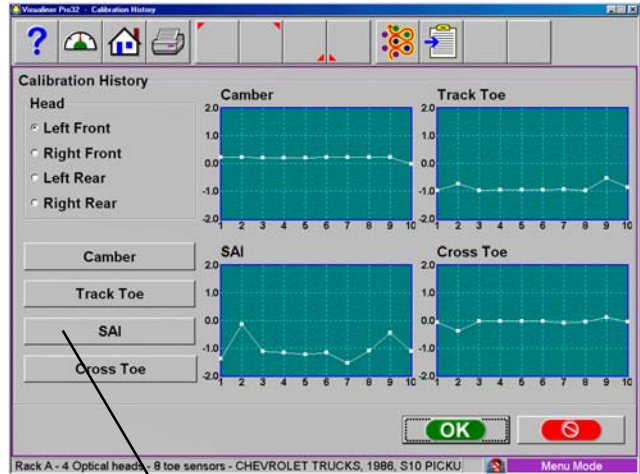 Visualiner Pro32 - Calibration History
?
Calibration History
Head
Left Front
Right Front
Left Rear
Right Rear
Camber
Track Toe
SAI
Cross Toe
Camber
2.0
1.0
0.0
-1.0
-2.0
1 2 3 4 5 6 7 8 9 10
Track Toe
2.0
1.0
0.0
-1.0
-2.0
1 2 3 4 5 6 7 8 9 10
SAI
2.0
1.0
0.0
-1.0
-2.0
1 2 3 4 5 6 7 8 9 10
Cross Toe
2.0
1.0
0.0
-1.0
-2.0
1 2 3 4 5 6 7 8 9 10
OK
Rack A - 4 Optical heads - 8 toe sensors - CHEVROLET TRUCKS, 1986, S10 PICKU
Menu Mode